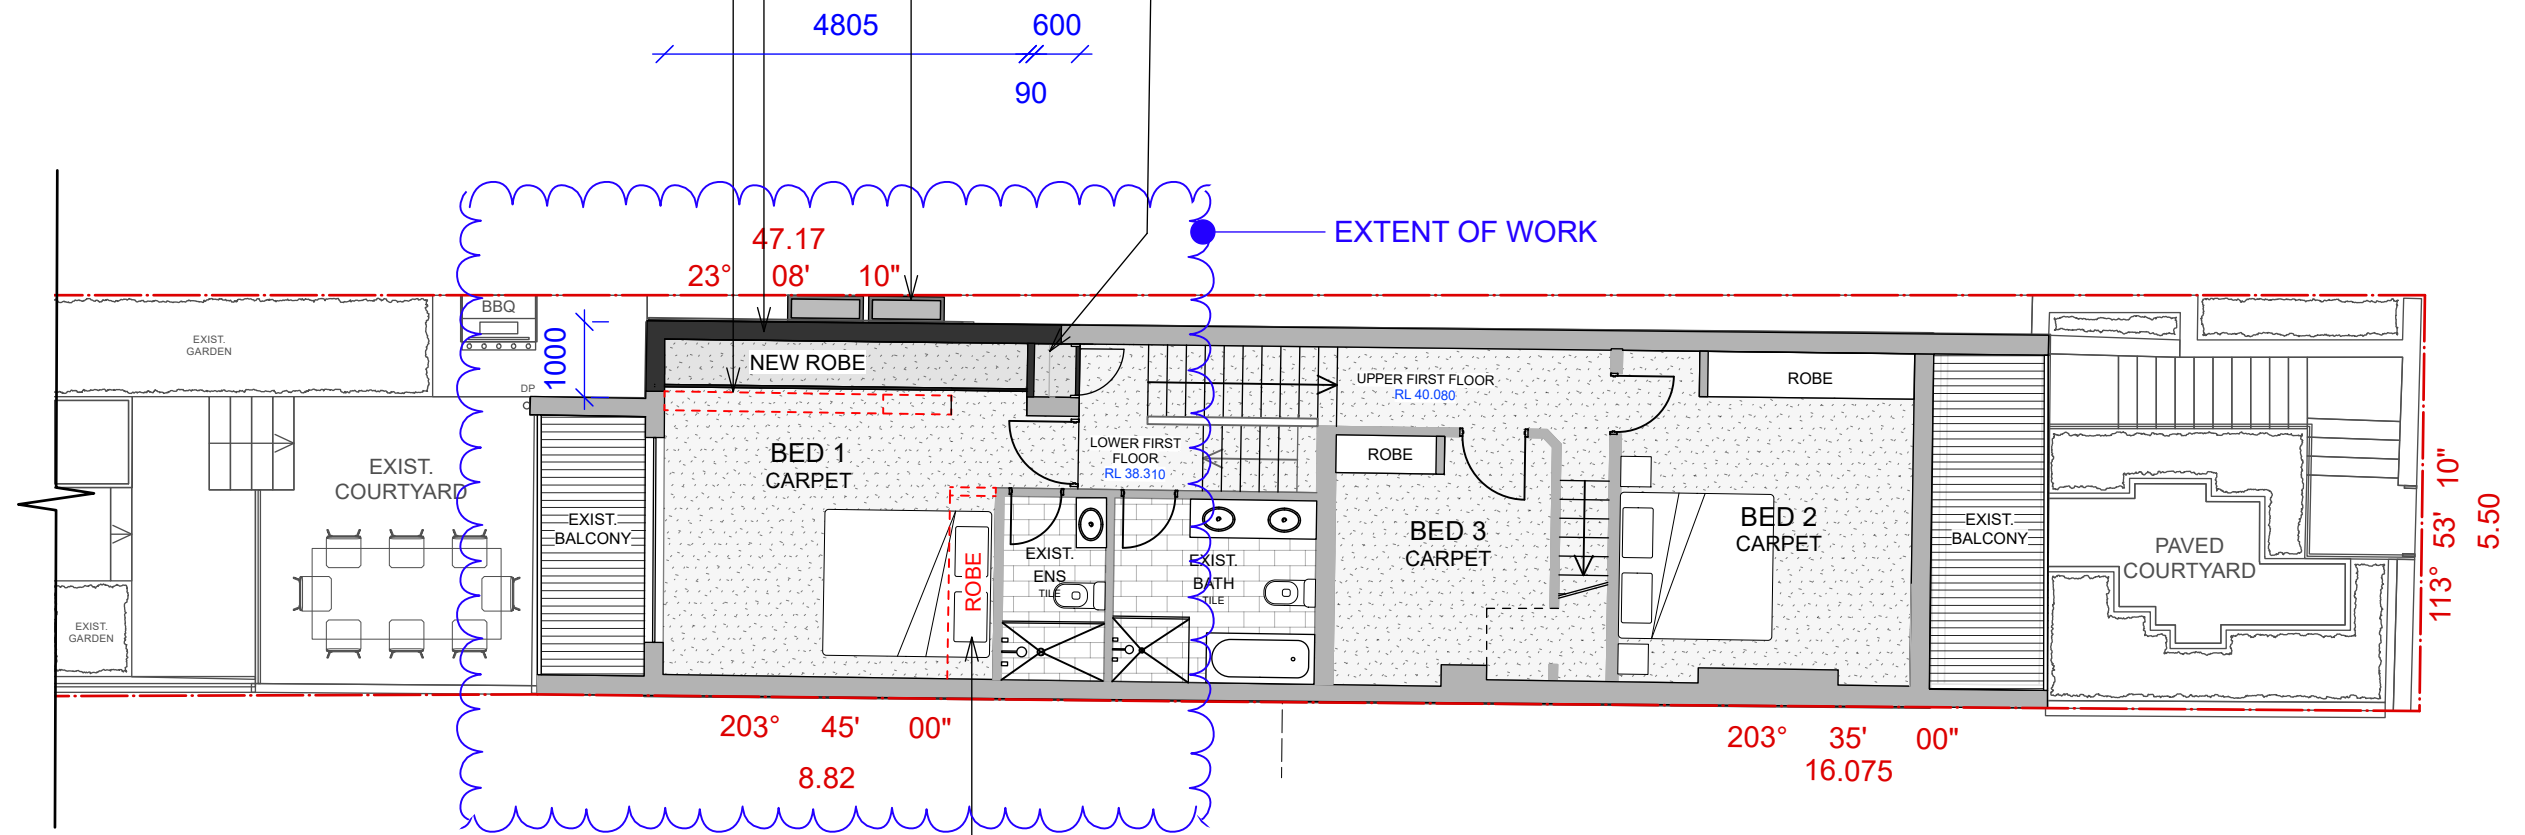 4805
600
90
EXTENT OF WORK
47.17
23° 08' 10"
BBQ
EXIST.
GARDEN
1000
DP
NEW ROBE
UPPER FIRST FLOOR
RL 40.080
ROBE
BED 1
CARPET
LOWER FIRST
FLOOR
RL 38.310
ROBE
EXIST.
COURTYARD
EXIST.
BALCONY
ROBE
EXIST.
ENS
TILE
EXIST.
BATH
TILE
BED 3
CARPET
BED 2
CARPET
EXIST.
BALCONY
PAVED
COURTYARD
113° 53' 10"
5.50
EXIST.
GARDEN
203° 45' 00"
8.82
203° 35' 00"
16.075